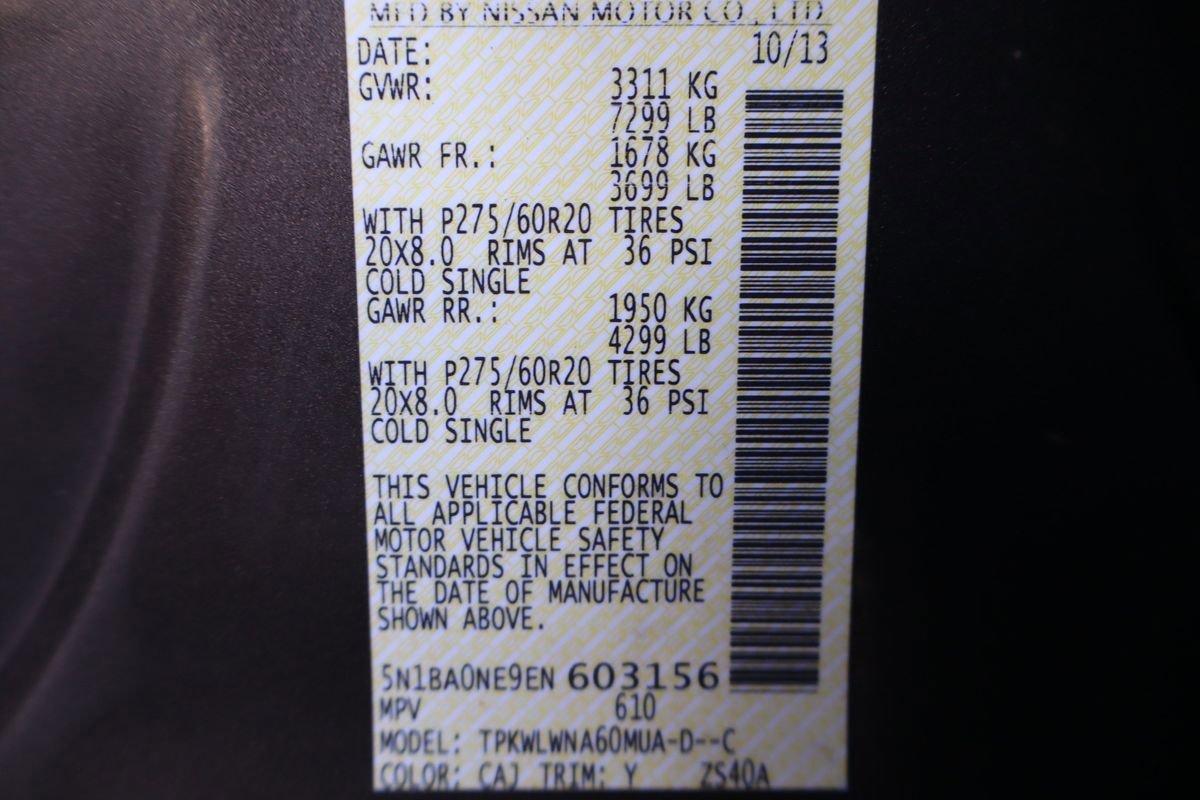 MFD BY NISSAN MOTOR CO., LTD
DATE: 10/13
GVWR: 3311 KG
7299 LB
GAWR FR.: 1678 KG
3699 LB
WITH P275/60R20 TIRES
20X8.0 RIMS AT 36 PSI
COLD SINGLE
GAWR RR.: 1950 KG
4299 LB
WITH P275/60R20 TIRES
20X8.0 RIMS AT 36 PSI
COLD SINGLE
THIS VEHICLE CONFORMS TO
ALL APPLICABLE FEDERAL
MOTOR VEHICLE SAFETY
STANDARDS IN EFFECT ON
THE DATE OF MANUFACTURE
SHOWN ABOVE.
5N1BA0NE9EN 603156
MPV 610
MODEL: TPKWLWNA60MUA-D--C
COLOR: CAJ TRIM: Y ZS40A